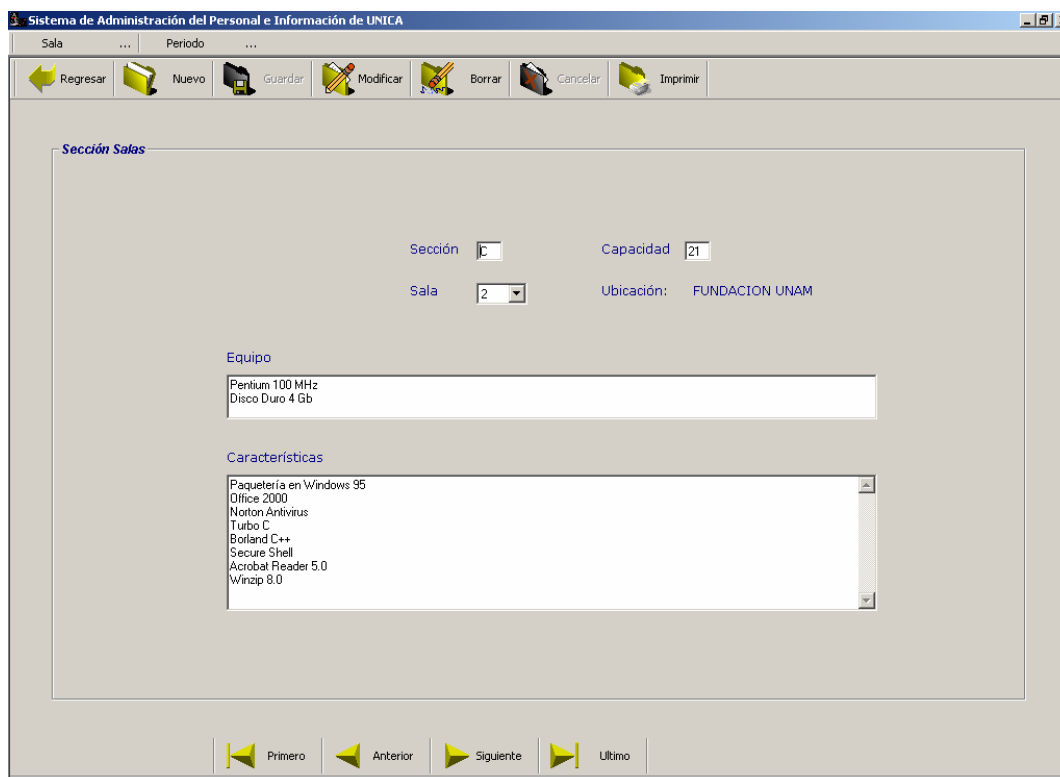 Sistema de Administración del Personal e Información de UNICA
Sala ... Periodo ...
Regresar Nuevo Guardar Modificar Borrar Cancelar Imprimir
Sección Salas
Sección C Capacidad 21
Sala 2 Ubicación: FUNDACION UNAM
Equipo
Pentium 100 MHz
Disco Duro 4 Gb
Características
Paquetería en Windows 95
Office 2000
Norton Antivirus
Turbo C
Borland C++
Secure Shell
Acrobat Reader 5.0
Winzip 8.0
Primero Anterior Siguiente Ultimo